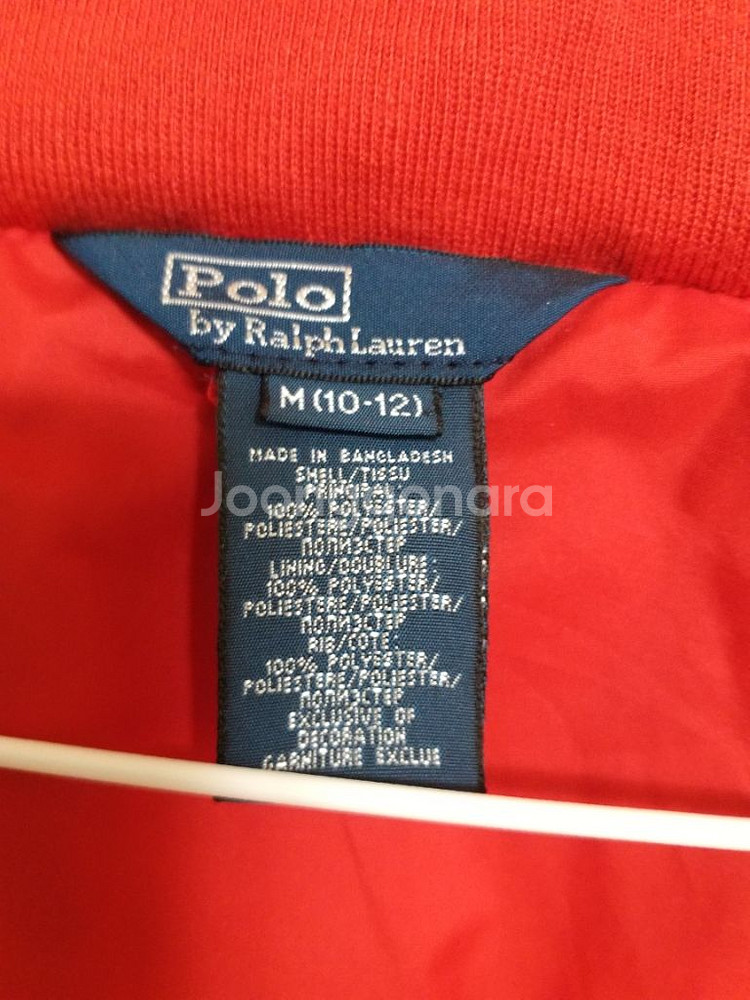 Polo
by Ralph Lauren
M (10-12)
MADE IN BANGLADESH
SHELL/TISSU
100% POLYESTER/
POLIESTERE/POLIESTER/
ПОЛИЭСТЕР
LINING/DOUBLURE:
100% POLYESTER/
POLIESTERE/POLIESTER/
ПОЛИЭСТЕР
RIB/COTE:
100% POLYESTER/
POLIESTERE/POLIESTER/
ПОЛИЭСТЕР
EXCLUSIVE OF
DECORATION
GARNITURE EXCLUE